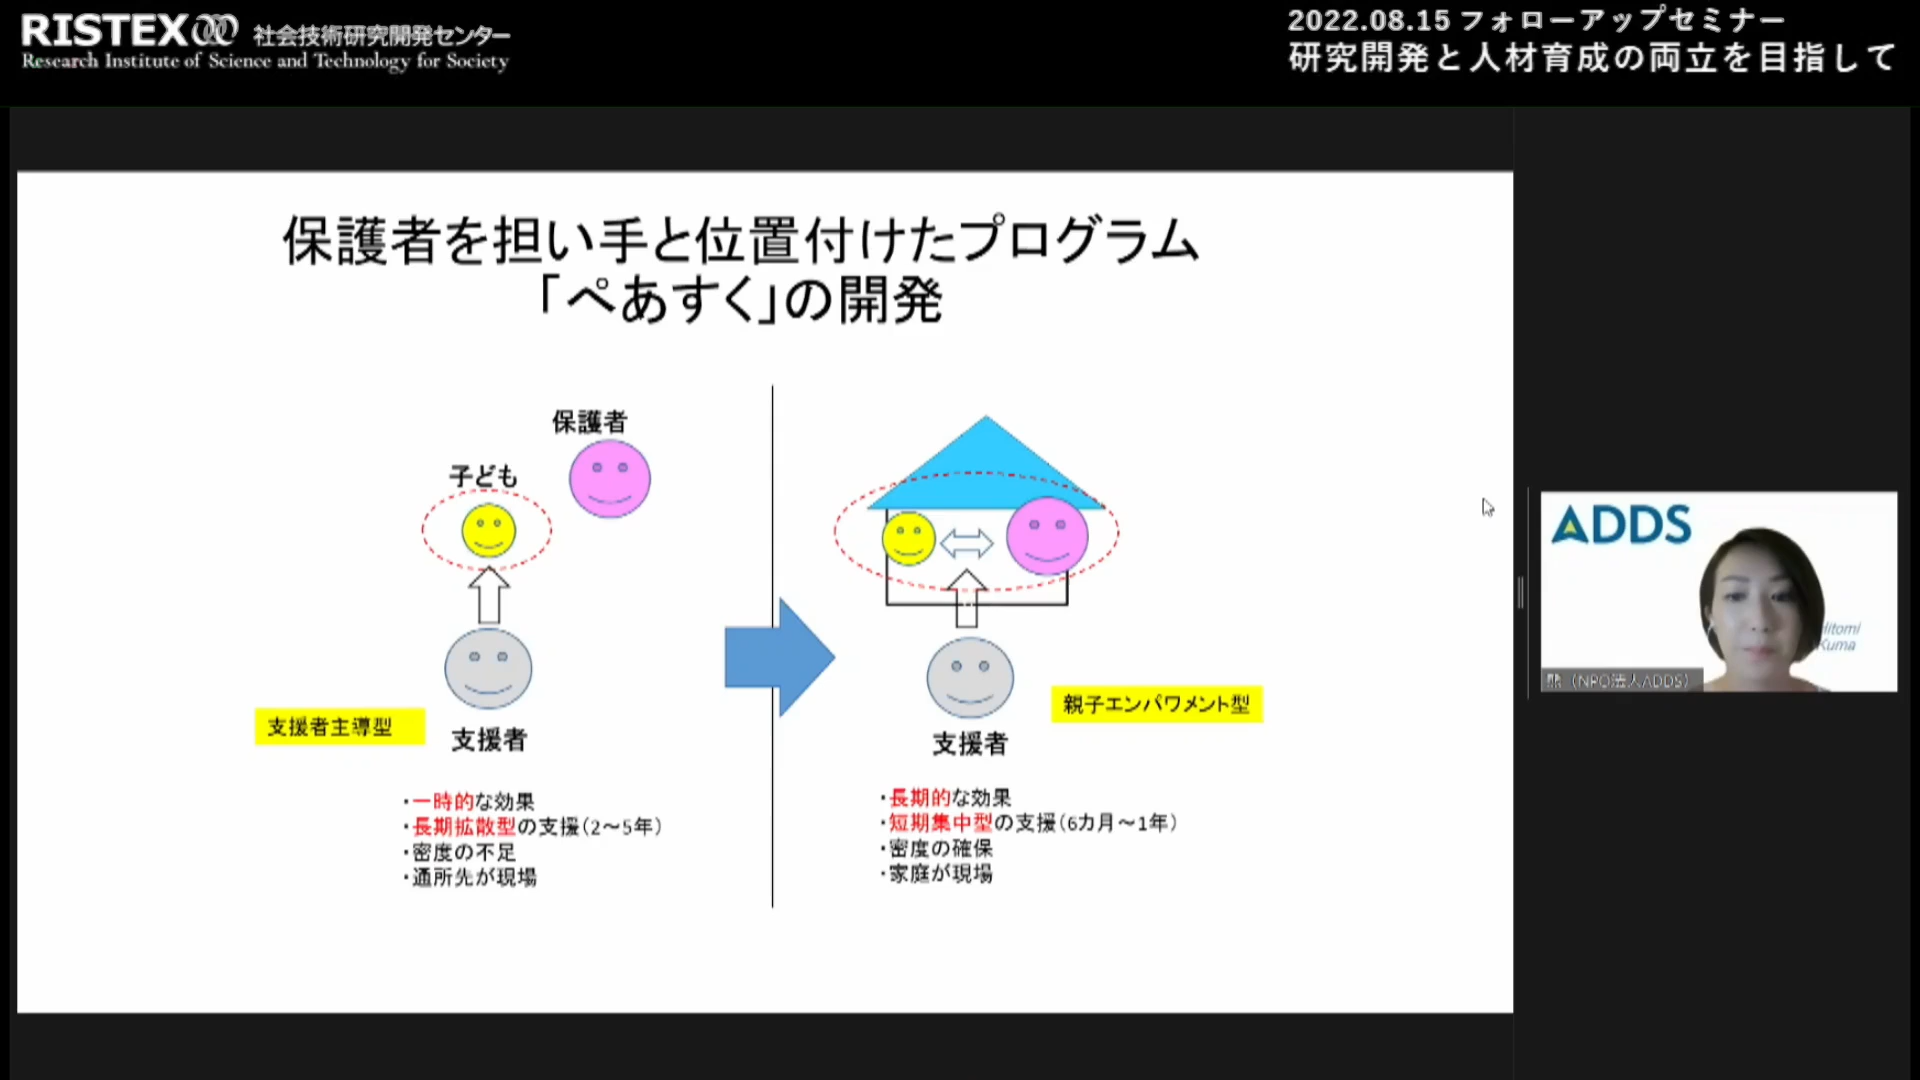 RISTEX 社会技術研究開発センター
Research Institute of Science and Technology for Society
2022.08.15 フォローアップセミナー
研究開発と人材育成の両立を目指して
保護者を担い手と位置付けたプログラム
「ぺあすく」の開発
保護者
子ども
支援者主導型
支援者
・一時的な効果
・長期拡散型の支援（2～5年）
・密度の不足
・通所先が現場
親子エンパワメント型
支援者
・長期的な効果
・短期集中型の支援（6カ月～1年）
・密度の確保
・家庭が現場
ADDS
Hitomi
Kuma
熊（NPO法人ADDS）